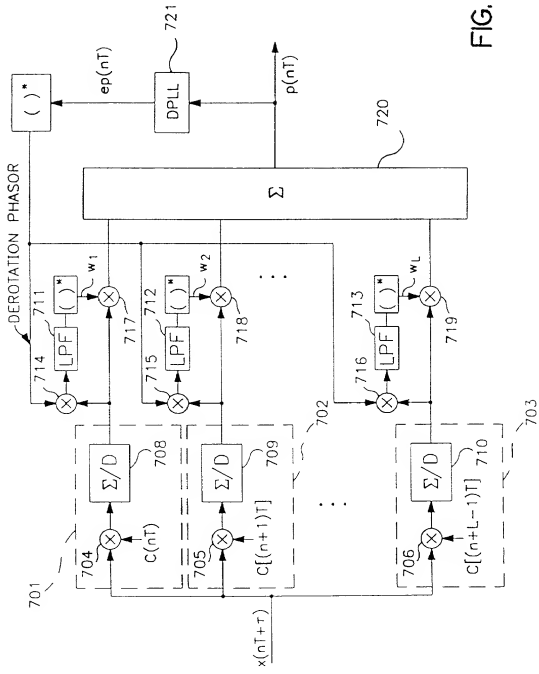 FIG.
( )*
DEROTATION PHASOR
ep(nT)
721
DPLL
p(nT)
720
Σ
711
714
LPF
( )*
w1
717
712
715
LPF
( )*
w2
718
. . .
713
716
LPF
( )*
wL
719
701
704
Σ/D
708
C(nT)
702
705
Σ/D
709
C[(n+1)T]
. . .
703
706
Σ/D
710
C[(n+L-1)T]
x(nT+τ)